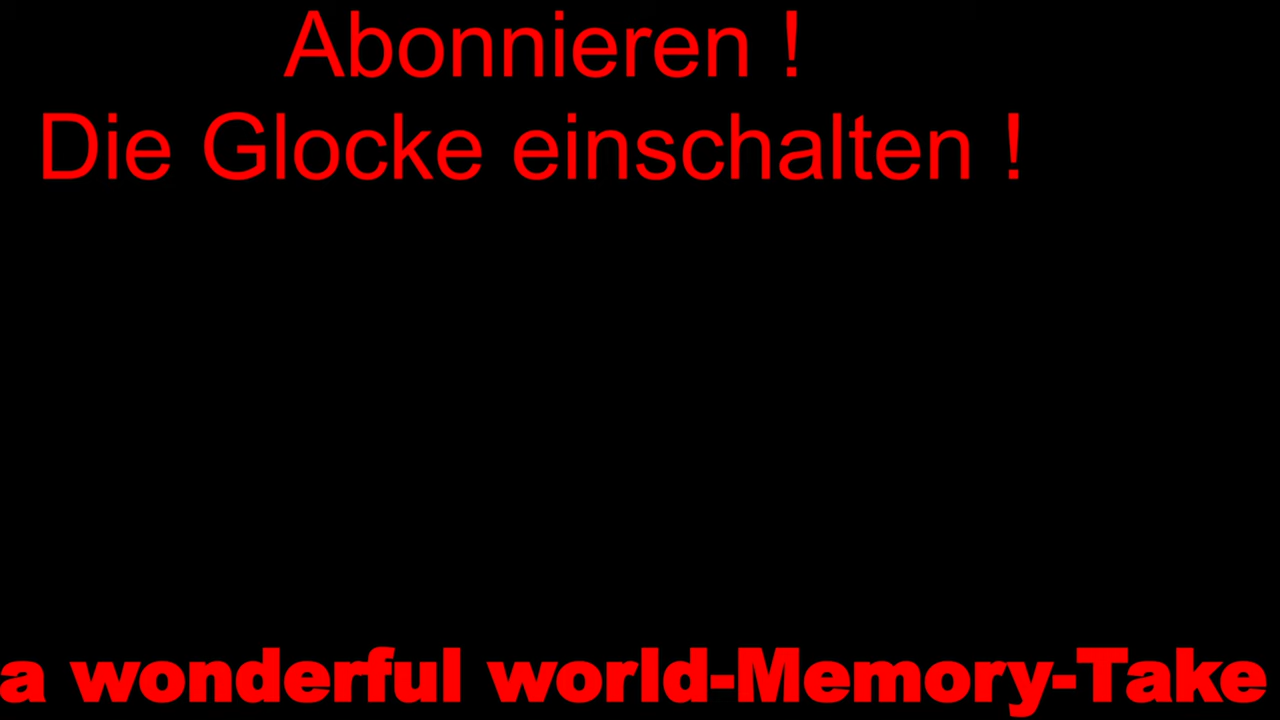 Abonnieren !
Die Glocke einschalten !
a wonderful world-Memory-Take